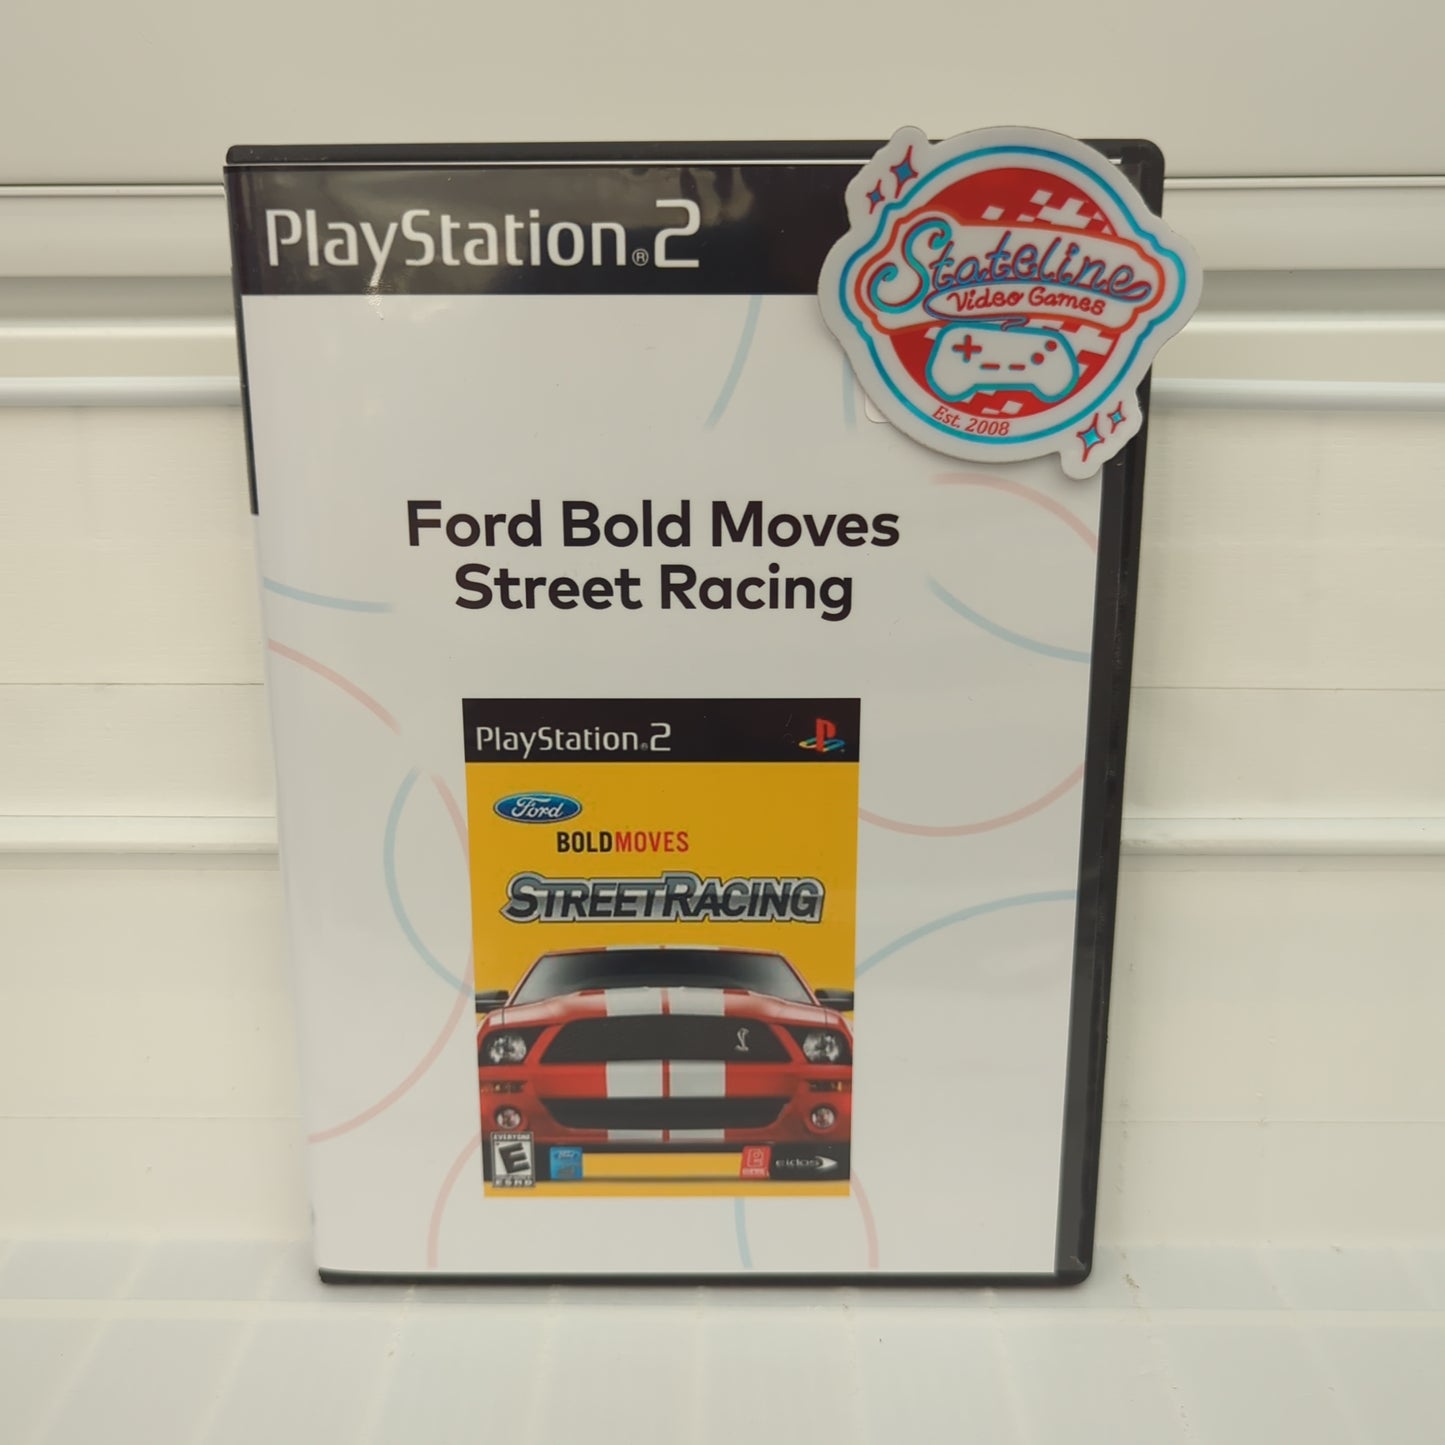 PlayStation®2
Stateline
Video Games
Est. 2008
Ford Bold Moves
Street Racing
PlayStation®2
Ford
BOLDMOVES
STREETRACING
EVERYONE
E
ESRB
eidos